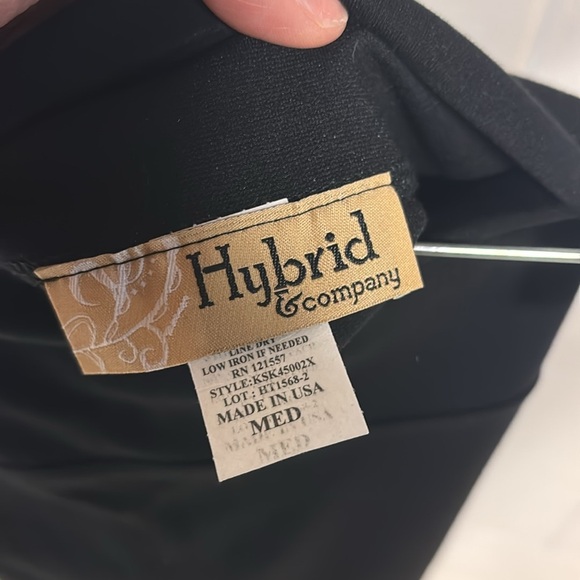 Hybrid
&company
LINE DRY
LOW IRON IF NEEDED
RN 121557
STYLE:KSK45002X
LOT : HT1568-2
MADE IN USA
MED